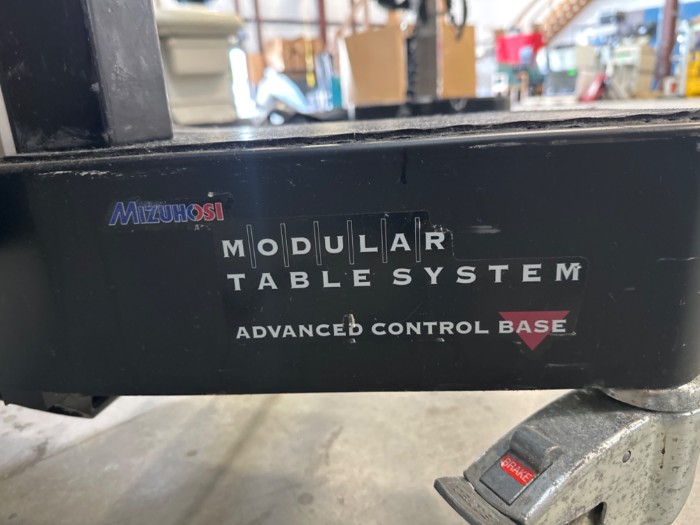 MIZUHOSI
MODULAR
TABLE SYSTEM
ADVANCED CONTROL BASE
BRAKE